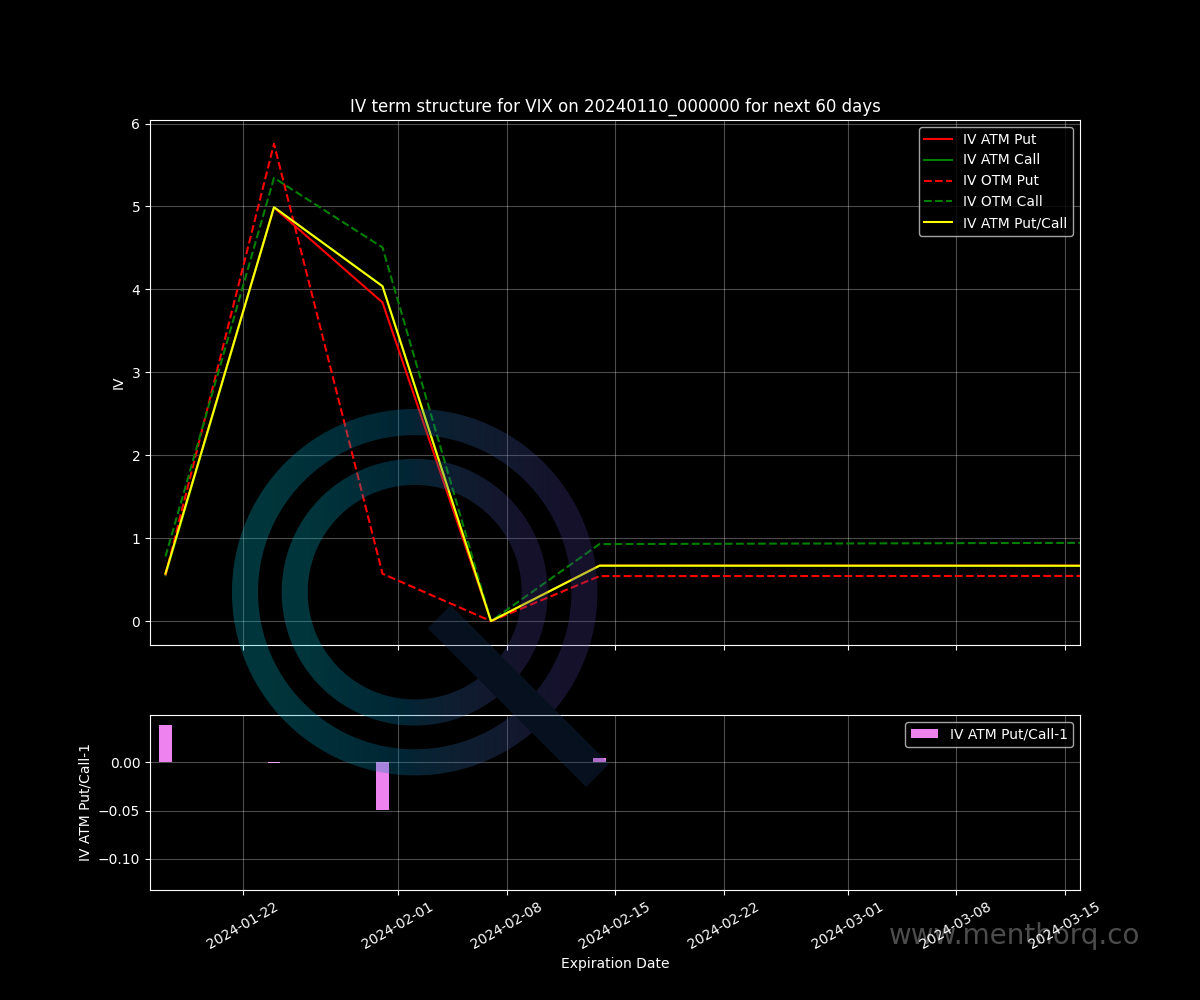 IV term structure for VIX on 20240110_000000 for next 60 days
6
5
4
3
2
1
0
IV
IV ATM Put
IV ATM Call
IV OTM Put
IV OTM Call
IV ATM Put/Call
0.00
−0.05
−0.10
IV ATM Put/Call-1
IV ATM Put/Call-1
2024-01-22
2024-02-01
2024-02-08
2024-02-15
2024-02-22
2024-03-01
2024-03-08
2024-03-15
www.menthorq.co
Expiration Date